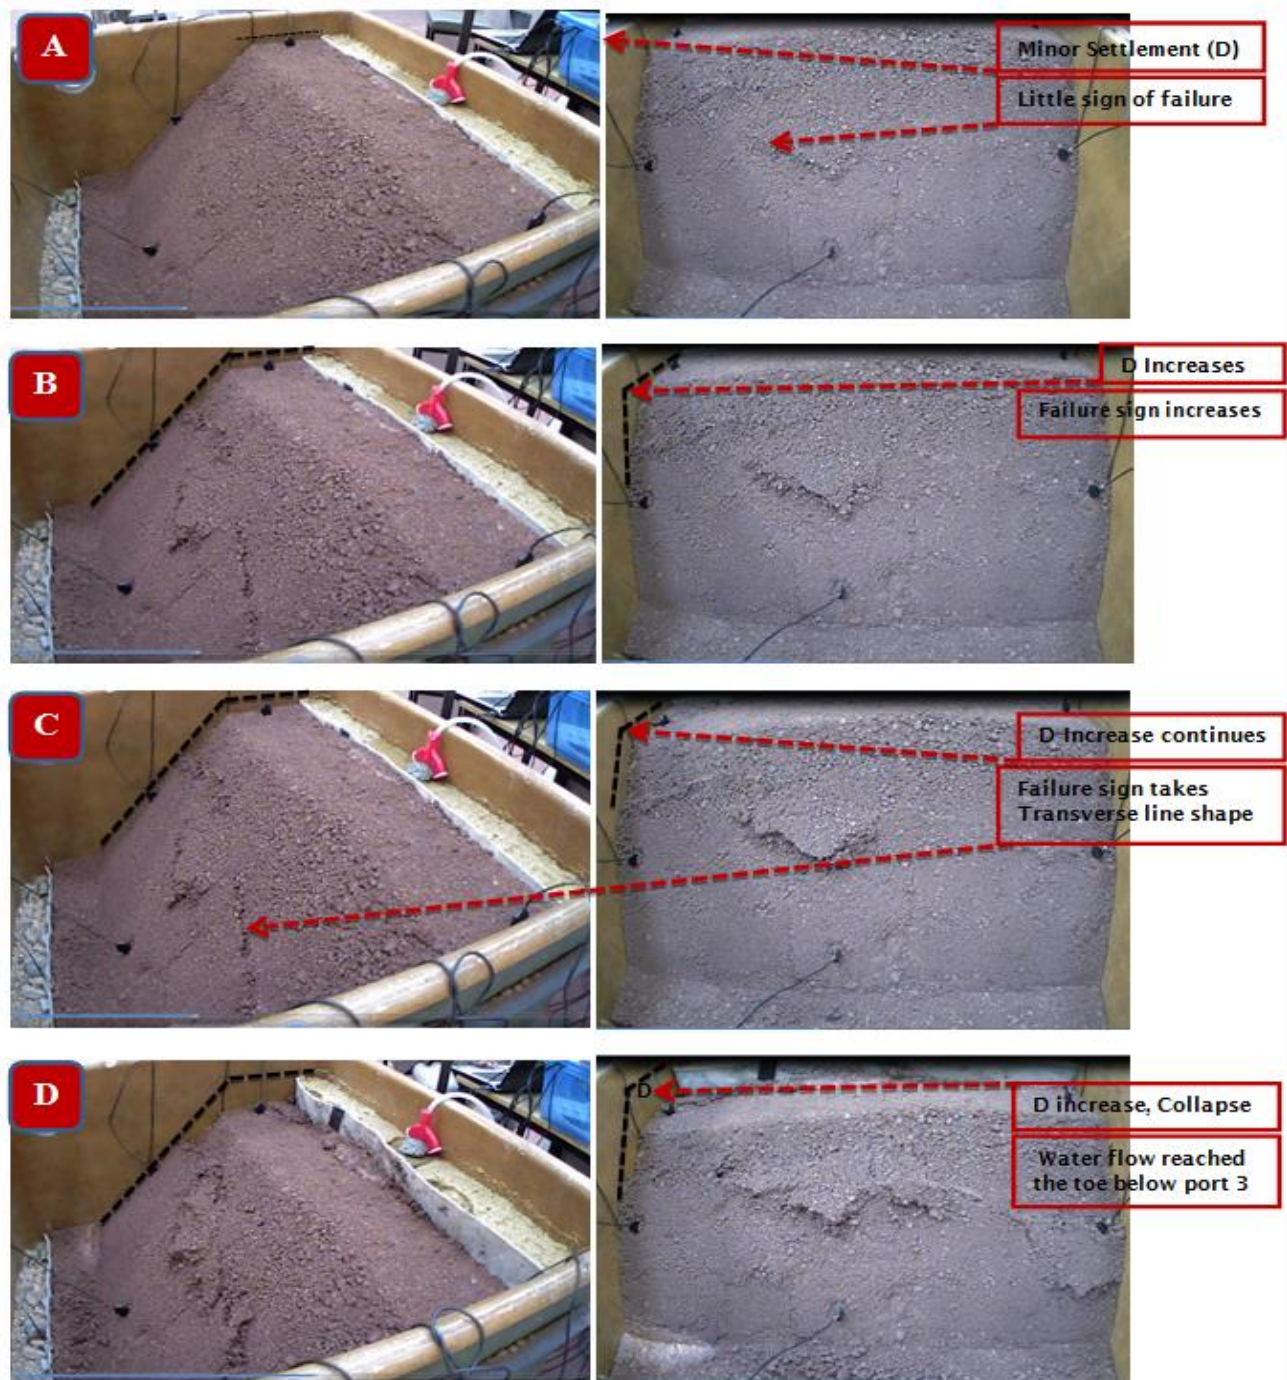 A
Minor Settlement (D)
Little sign of failure
B
D Increases
Failure sign increases
C
D Increase continues
Failure sign takes
Transverse line shape
D
D
D increase, Collapse
Water flow reached
the toe below port 3